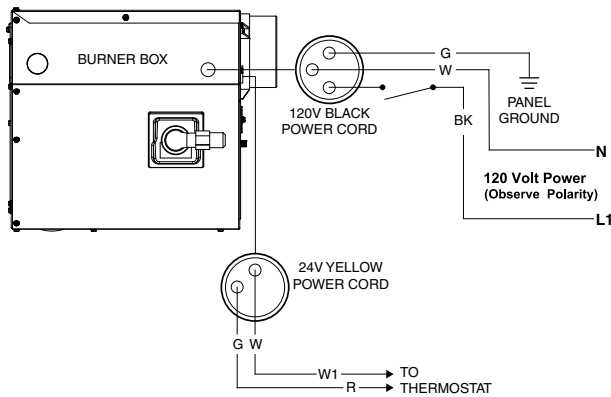 BURNER BOX
G
W
120V BLACK
POWER CORD
BK
PANEL
GROUND
N
120 Volt Power
(Observe Polarity)
L1
24V YELLOW
POWER CORD
G W
W1
TO
R
THERMOSTAT